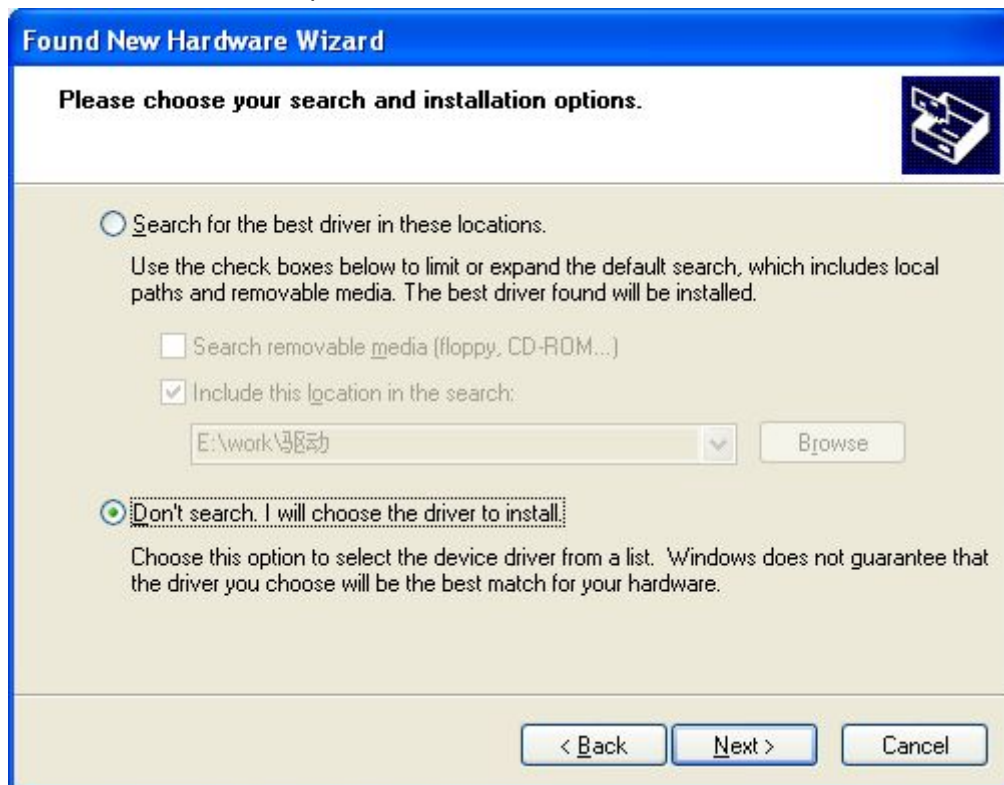 Found New Hardware Wizard
Please choose your search and installation options.
Search for the best driver in these locations.
Use the check boxes below to limit or expand the default search, which includes local
paths and removable media. The best driver found will be installed.
Search removable media (floppy, CD-ROM...)
Include this location in the search:
E:\work\驱动
Browse
Don't search. I will choose the driver to install.
Choose this option to select the device driver from a list. Windows does not guarantee that
the driver you choose will be the best match for your hardware.
< Back
Next >
Cancel